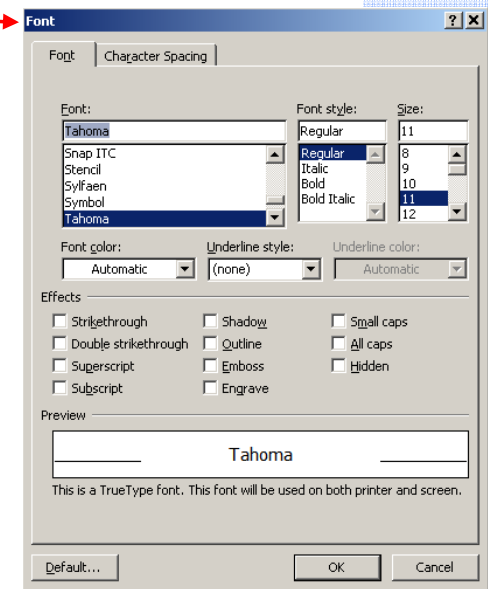 Font
Font Character Spacing
Font: Font style: Size:
Tahoma Regular 11
Snap ITC Regular 8
Stencil Italic 9
Sylfaen Bold 10
Symbol Bold Italic 11
Tahoma 12
Font color: Underline style: Underline color:
Automatic (none) Automatic
Effects
Strikethrough Shadow Small caps
Double strikethrough Outline All caps
Superscript Emboss Hidden
Subscript Engrave
Preview
Tahoma
This is a TrueType font. This font will be used on both printer and screen.
Default... OK Cancel